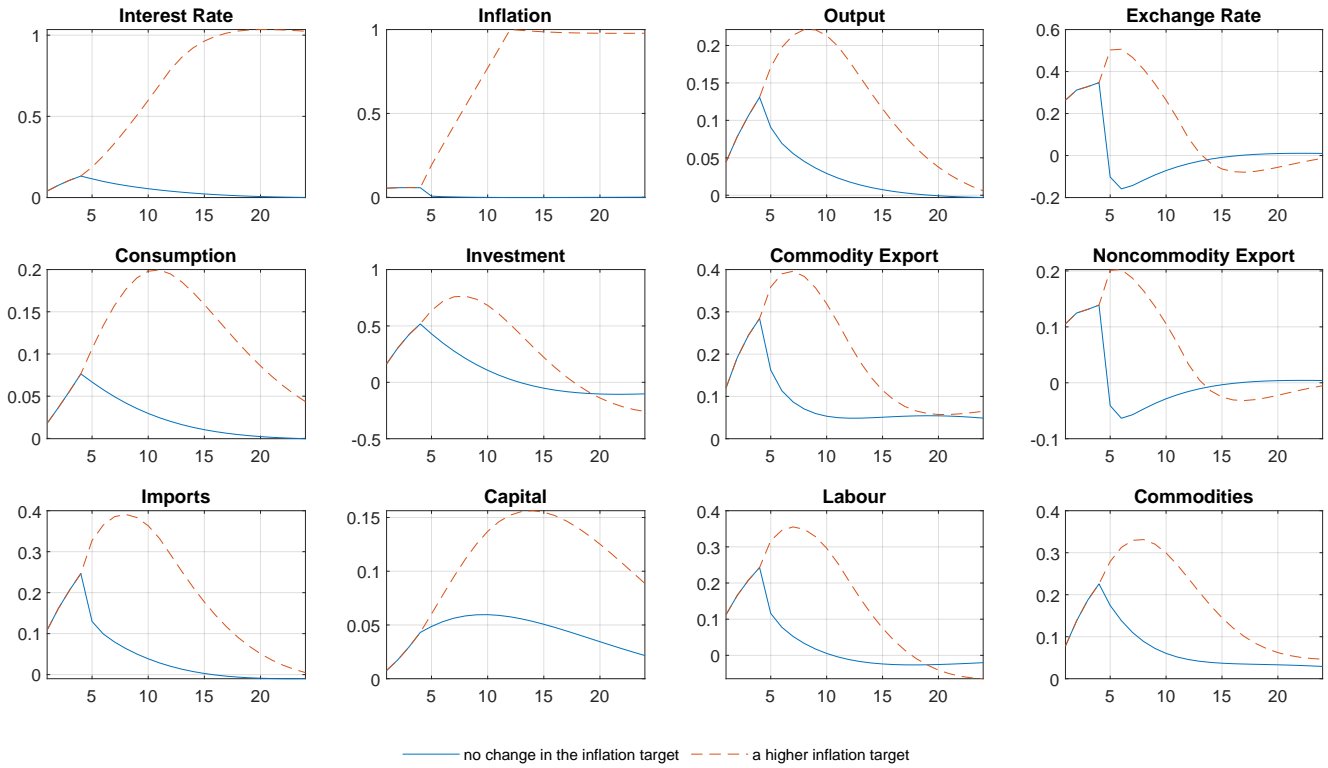 Interest Rate
1
0.5
0
5 10 15 20
Inflation
1
0.5
0
5 10 15 20
Output
0.2
0.15
0.1
0.05
0
5 10 15 20
Exchange Rate
0.6
0.4
0.2
0
-0.2
5 10 15 20
Consumption
0.2
0.15
0.1
0.05
0
5 10 15 20
Investment
1
0.5
0
-0.5
5 10 15 20
Commodity Export
0.4
0.3
0.2
0.1
0
5 10 15 20
Noncommodity Export
0.2
0.1
0
-0.1
5 10 15 20
Imports
0.4
0.3
0.2
0.1
0
5 10 15 20
Capital
0.15
0.1
0.05
0
5 10 15 20
Labour
0.4
0.3
0.2
0.1
0
5 10 15 20
Commodities
0.4
0.3
0.2
0.1
0
5 10 15 20
no change in the inflation target
a higher inflation target